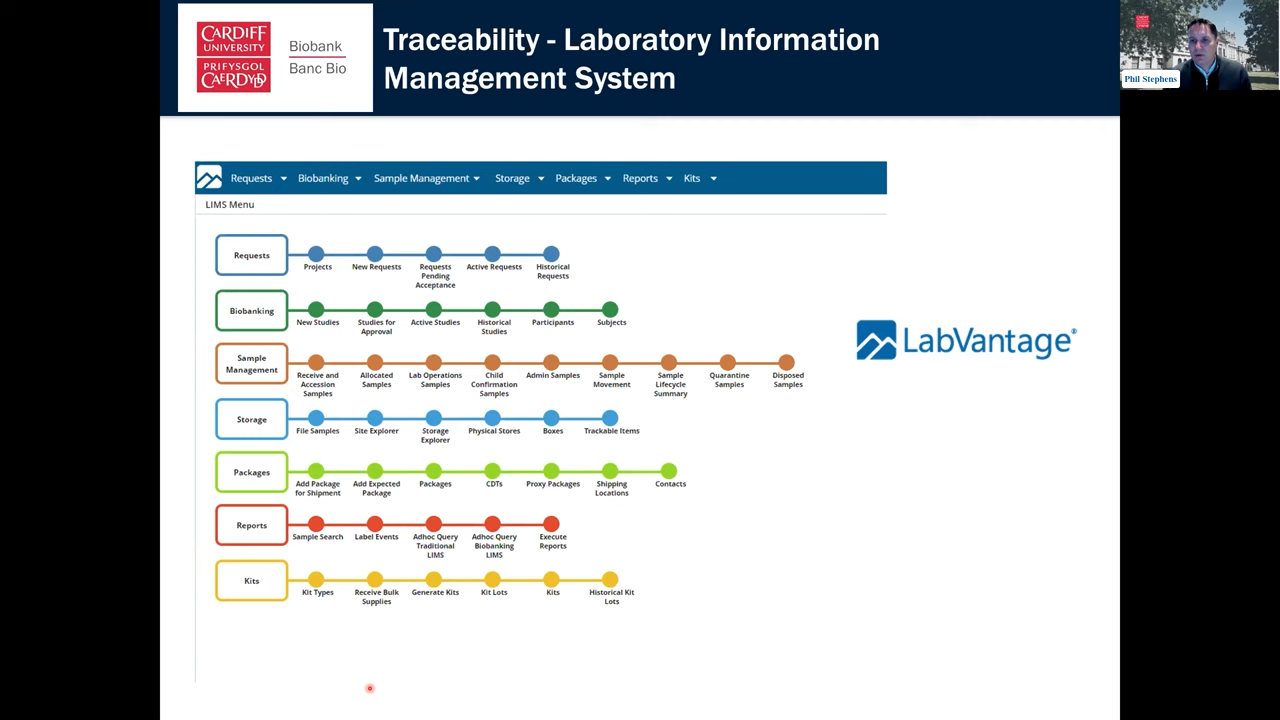 CARDIFF
UNIVERSITY
PRIFYSGOL
CAERDYDD
Biobank
Banc Bio
Traceability - Laboratory Information
Management System
Phil Stephens
Requests Biobanking Sample Management Storage Packages Reports Kits
LIMS Menu
Requests
Projects New Requests Requests Active Requests Historical
Pending Requests
Acceptance
Biobanking
New Studies Studies for Active Studies Historical Participants Subjects
Approval Studies
Sample
Management
Receive and Allocated Lab Operations Child Admin Samples Sample Sample Quarantine Disposed
Accession Samples Samples Confirmation Movement Lifecycle Samples Samples
Samples Samples Summary
LabVantage®
Storage
File Samples Site Explorer Storage Physical Stores Boxes Trackable Items
Explorer
Packages
Add Package Add Expected Packages CDTs Proxy Packages Shipping Contacts
for Shipment Package Locations
Reports
Sample Search Label Events Adhoc Query Adhoc Query Execute
Traditional Biobanking Reports
LIMS LIMS
Kits
Kit Types Receive Bulk Generate Kits Kit Lots Kits Historical Kit
Supplies Lots